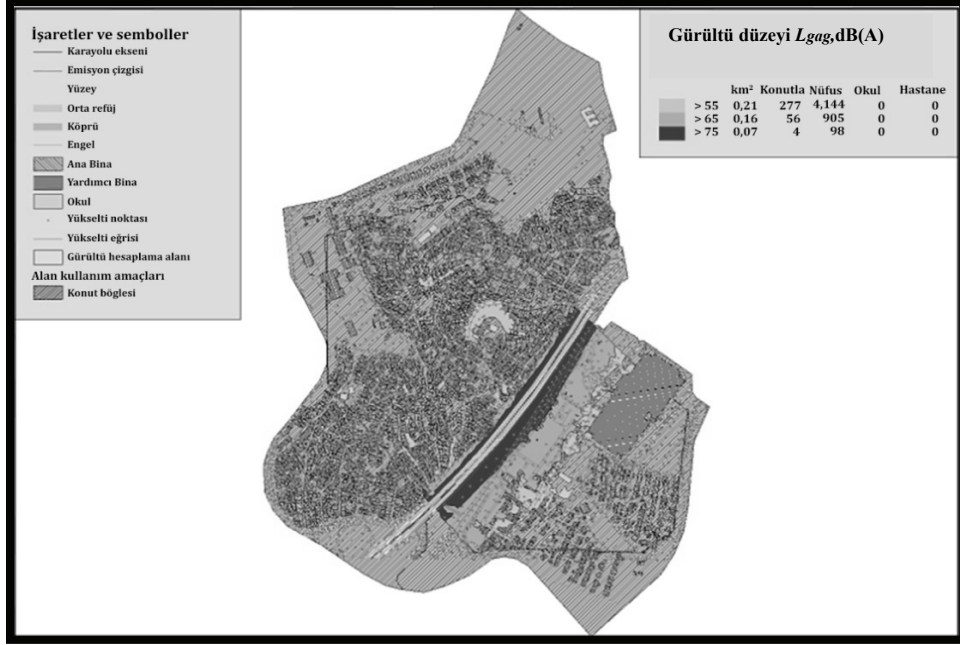 İşaretler ve semboller
Karayolu ekseni
Emisyon çizgisi
Yüzey
Orta refüj
Köprü
Engel
Ana Bina
Yardımcı Bina
Okul
Yükselti noktası
Yükselti eğrisi
Gürültü hesaplama alanı
Alan kullanım amaçları
Konut böglesi
Gürültü düzeyi Lgag,dB(A)
km² Konutla Nüfus Okul Hastane
> 55 0,21 277 4,144 0 0
> 65 0,16 56 905 0 0
> 75 0,07 4 98 0 0